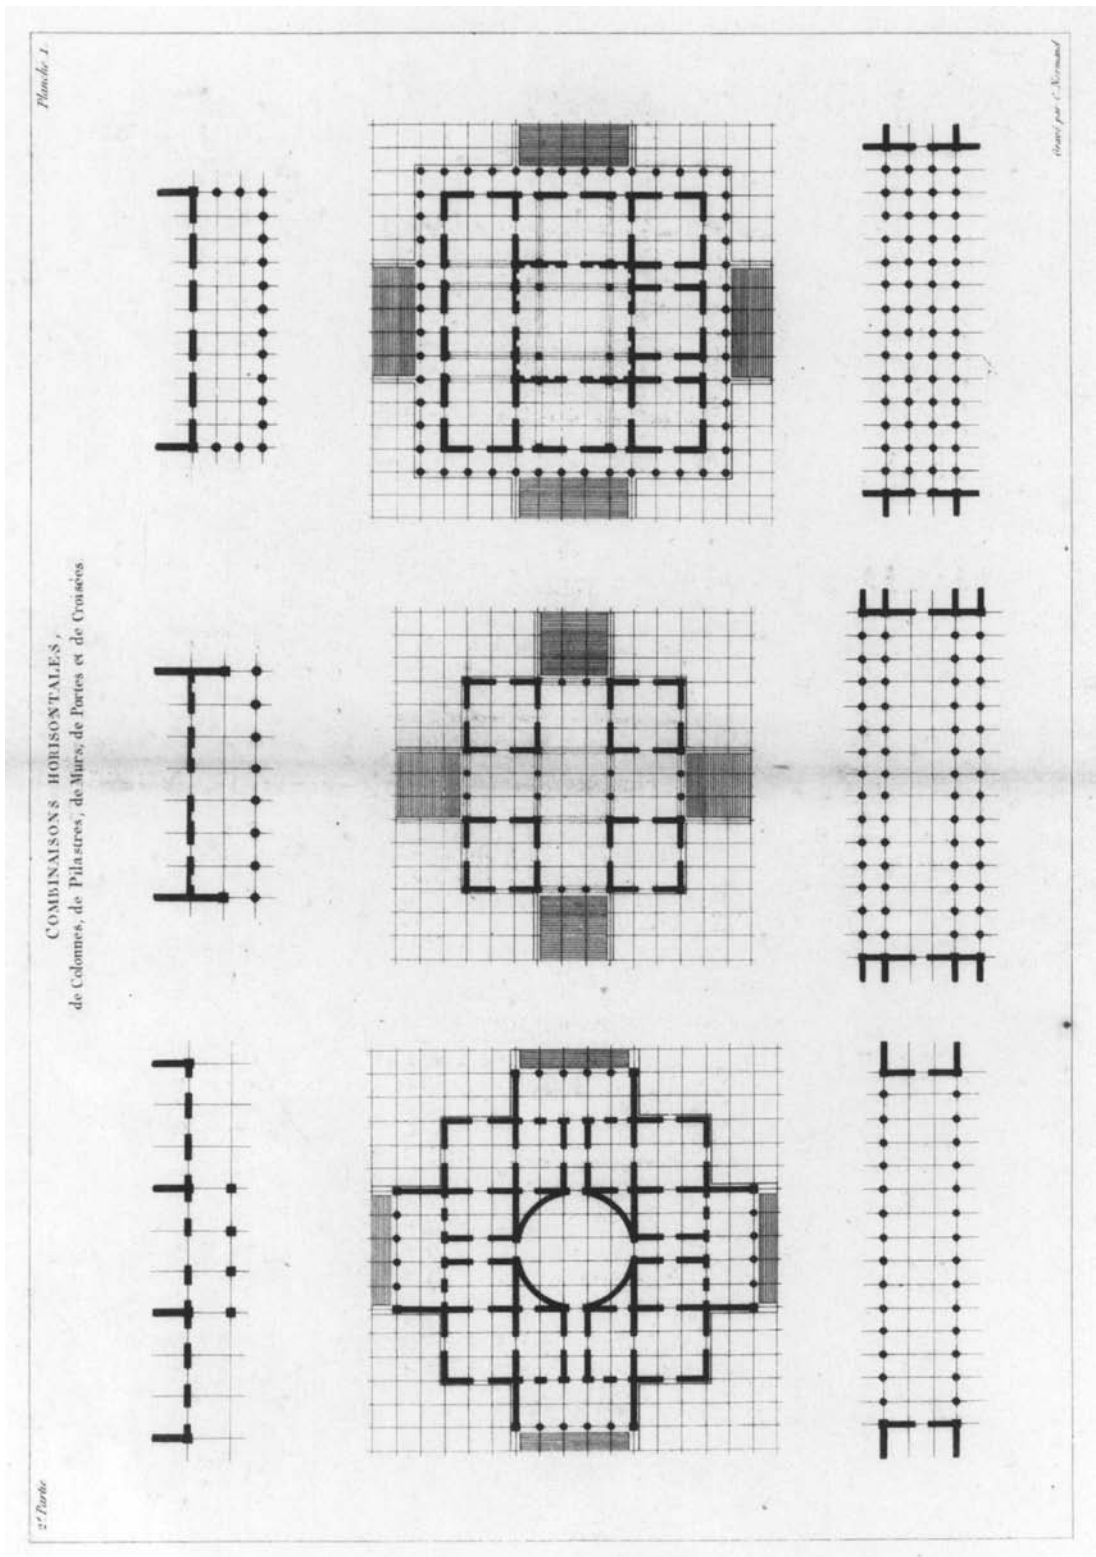 2.e Partie
Planche 1.
COMBINAISONS HORISONTALES,
de Colonnes, de Pilastres, de Murs, de Portes et de Croisées.
Gravé par C. Normand